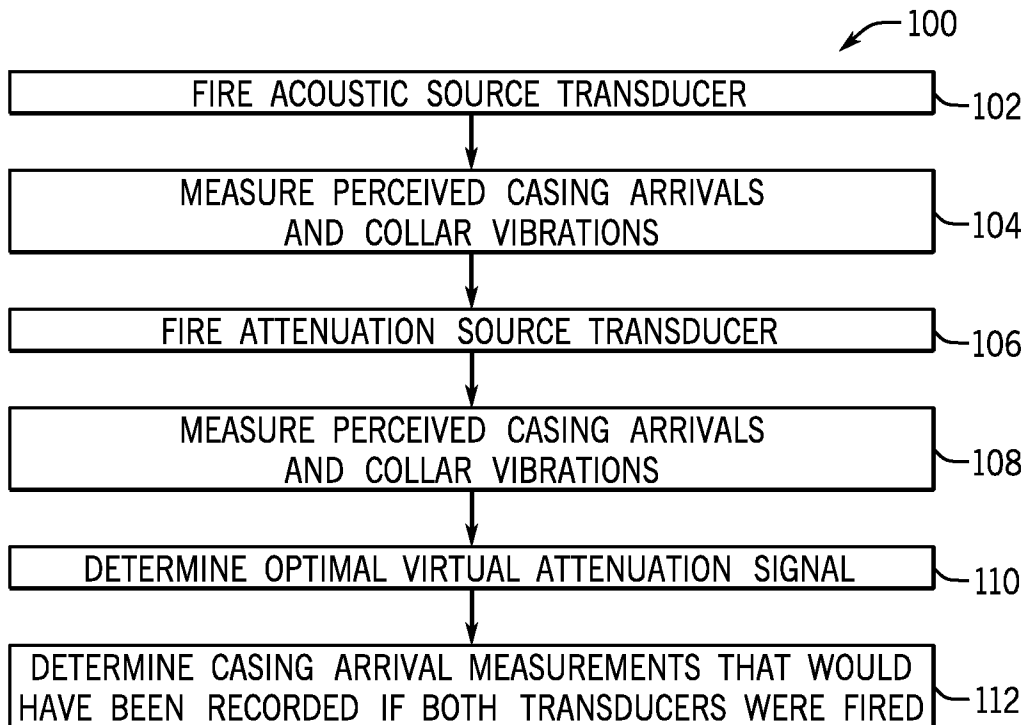 100
FIRE ACOUSTIC SOURCE TRANSDUCER
102
MEASURE PERCEIVED CASING ARRIVALS
AND COLLAR VIBRATIONS
104
FIRE ATTENUATION SOURCE TRANSDUCER
106
MEASURE PERCEIVED CASING ARRIVALS
AND COLLAR VIBRATIONS
108
DETERMINE OPTIMAL VIRTUAL ATTENUATION SIGNAL
110
DETERMINE CASING ARRIVAL MEASUREMENTS THAT WOULD
HAVE BEEN RECORDED IF BOTH TRANSDUCERS WERE FIRED
112